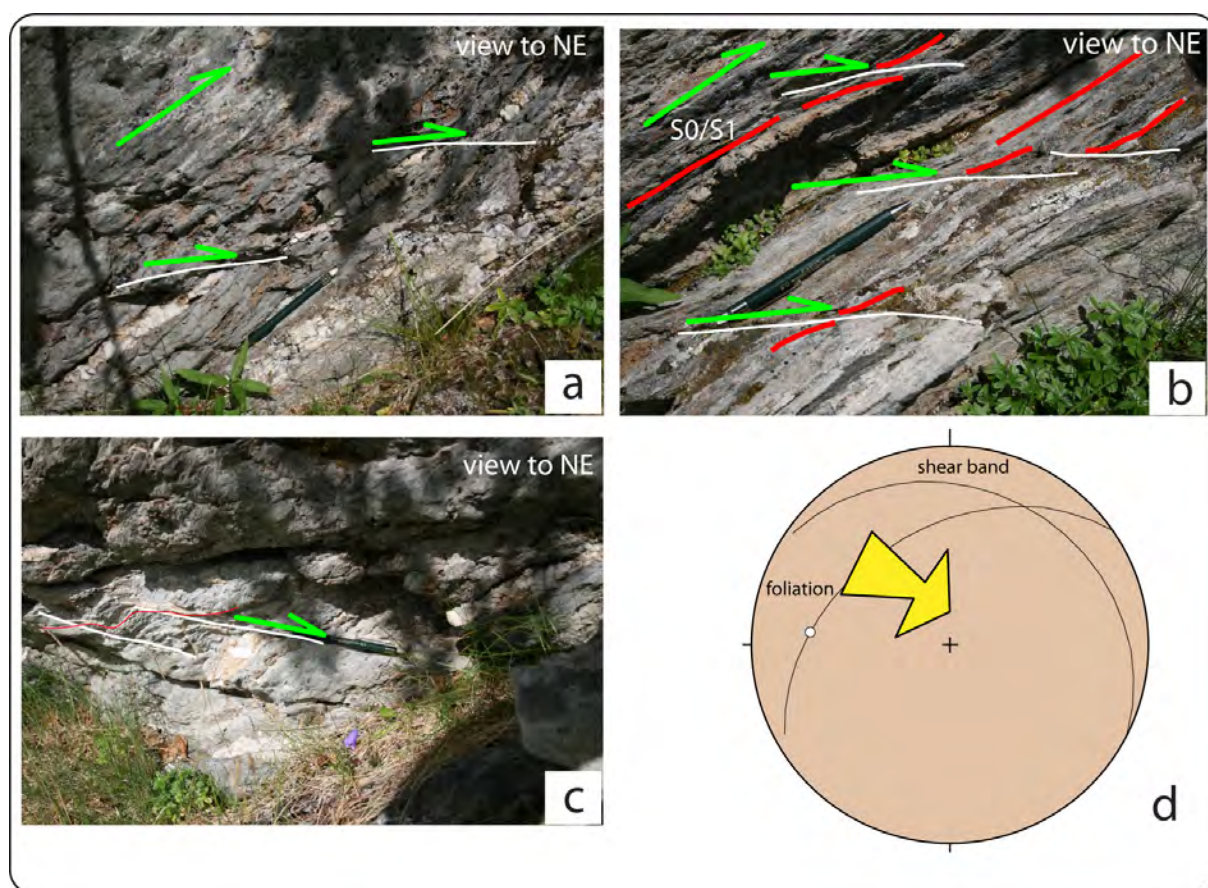 view to NE
a
view to NE
S0/S1
b
view to NE
c
shear band
foliation
d